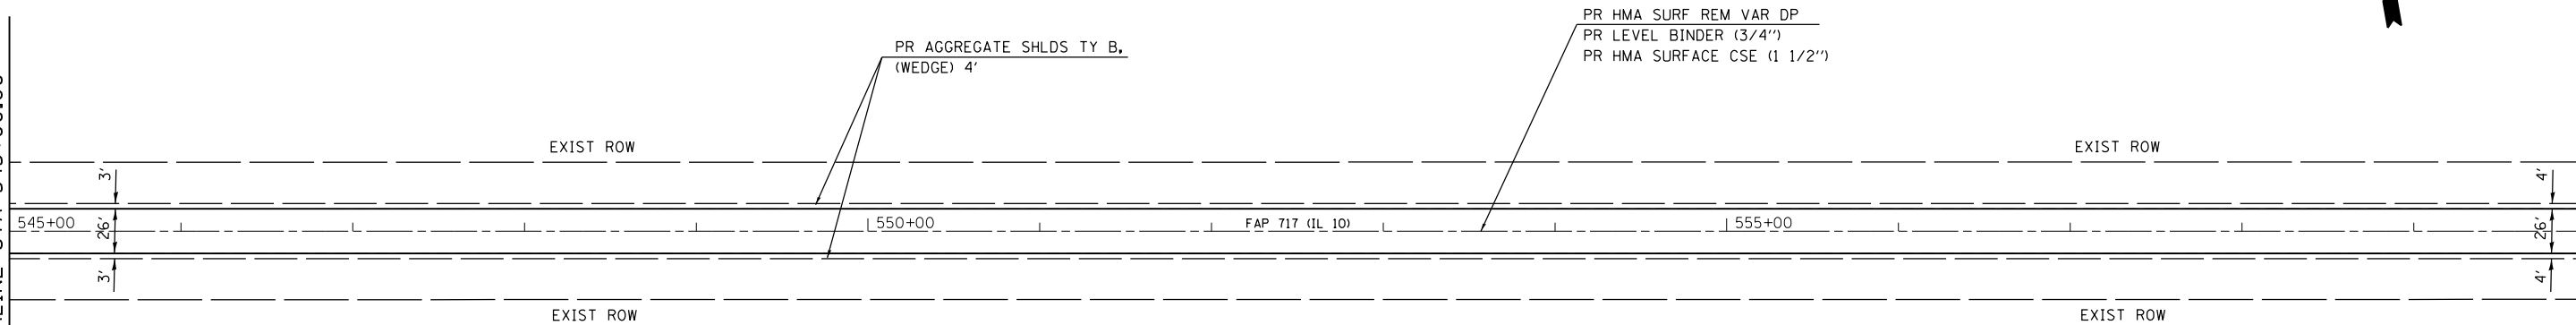 PR HMA SURF REM VAR DP
PR LEVEL BINDER (3/4")
PR HMA SURFACE CSE (1 1/2")
PR AGGREGATE SHLDS TY B,
(WEDGE) 4'
EXIST ROW
EXIST ROW
3'
4'
545+00
26'
550+00
FAP 717 (IL 10)
555+00
26'
3'
4'
EXIST ROW
EXIST ROW